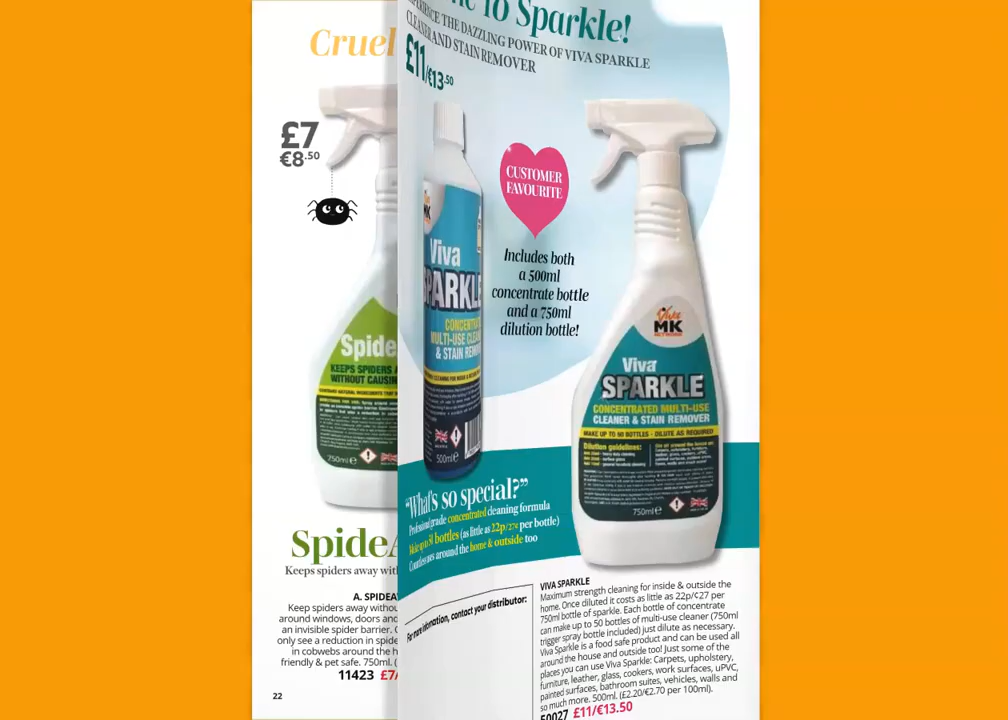 Cruel
£7
€8.50
Spide
KEEPS SPIDERS A
WITHOUT CAUSIN
750ml e
Spide
Keeps spiders away with
A. SPIDEA
Keep spiders away withou
around windows, doors and
an invisible spider barrier.
only see a reduction in spide
in cobwebs around the h
friendly & pet safe. 750ml. (
11423 £7/
22
to Sparkle!
EXPERIENCE THE DAZZLING POWER OF VIVA SPARKLE
CLEANER AND STAIN REMOVER
£11/€13.50
CUSTOMER
FAVOURITE
Includes both
a 500ml
concentrate bottle
and a 750ml
dilution bottle!
MK
Viva
SPARKLE
CONCENTRA
MULTI-USE CLEAN
& STAIN REMOV
500ml e
Viva
MK
NETWORK
Viva
SPARKLE
CONCENTRATED MULTI-USE
CLEANER & STAIN REMOVER
MAKE UP TO 50 BOTTLES - DILUTE AS REQUIRED
Dilution guidelines:
750ml e
"What's so special?"
Professional grade concentrated cleaning formula
Make up to 50 bottles (as little as 22p/27¢ per bottle)
Countless uses around the home & outside too
For more information, contact your distributor:
VIVA SPARKLE
Maximum strength cleaning for inside & outside the
home. Once diluted it costs as little as 22p/¢27 per
750ml bottle of sparkle. Each bottle of concentrate
can make up to 50 bottles of multi-use cleaner (750ml
trigger spray bottle included) just dilute as necessary.
Viva Sparkle is a food safe product and can be used all
around the house and outside too! Just some of the
places you can use Viva Sparkle: Carpets, upholstery,
furniture, leather, glass, cookers, work surfaces, uPVC,
painted surfaces, bathroom suites, vehicles, walls and
so much more. 500ml. (£2.20/€2.70 per 100ml).
50027 £11/€13.50